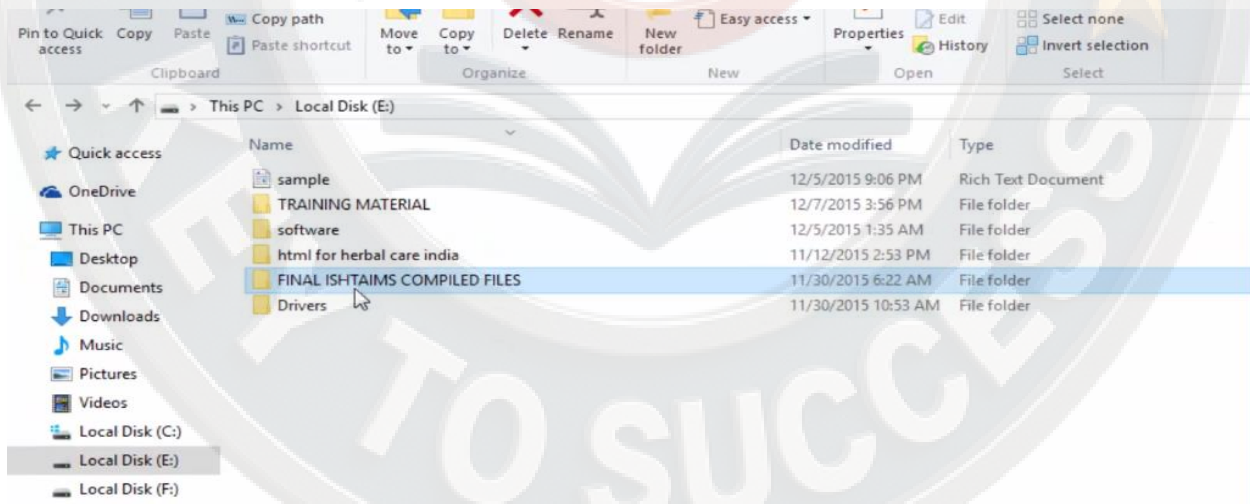 Copy path
Pin to Quick access
Copy
Paste
Paste shortcut
Move to
Copy to
Delete
Rename
New folder
Easy access
Properties
Edit
History
Select none
Invert selection
Clipboard
Organize
New
Open
Select
This PC > Local Disk (E:)
Name Date modified Type
sample 12/5/2015 9:06 PM Rich Text Document
TRAINING MATERIAL 12/7/2015 3:56 PM File folder
software 12/5/2015 1:35 AM File folder
html for herbal care india 11/12/2015 2:53 PM File folder
FINAL ISHTAIMS COMPILED FILES 11/30/2015 6:22 AM File folder
Drivers 11/30/2015 10:53 AM File folder
Quick access
OneDrive
This PC
Desktop
Documents
Downloads
Music
Pictures
Videos
Local Disk (C:)
Local Disk (E:)
Local Disk (F:)
KEY TO SUCCESS